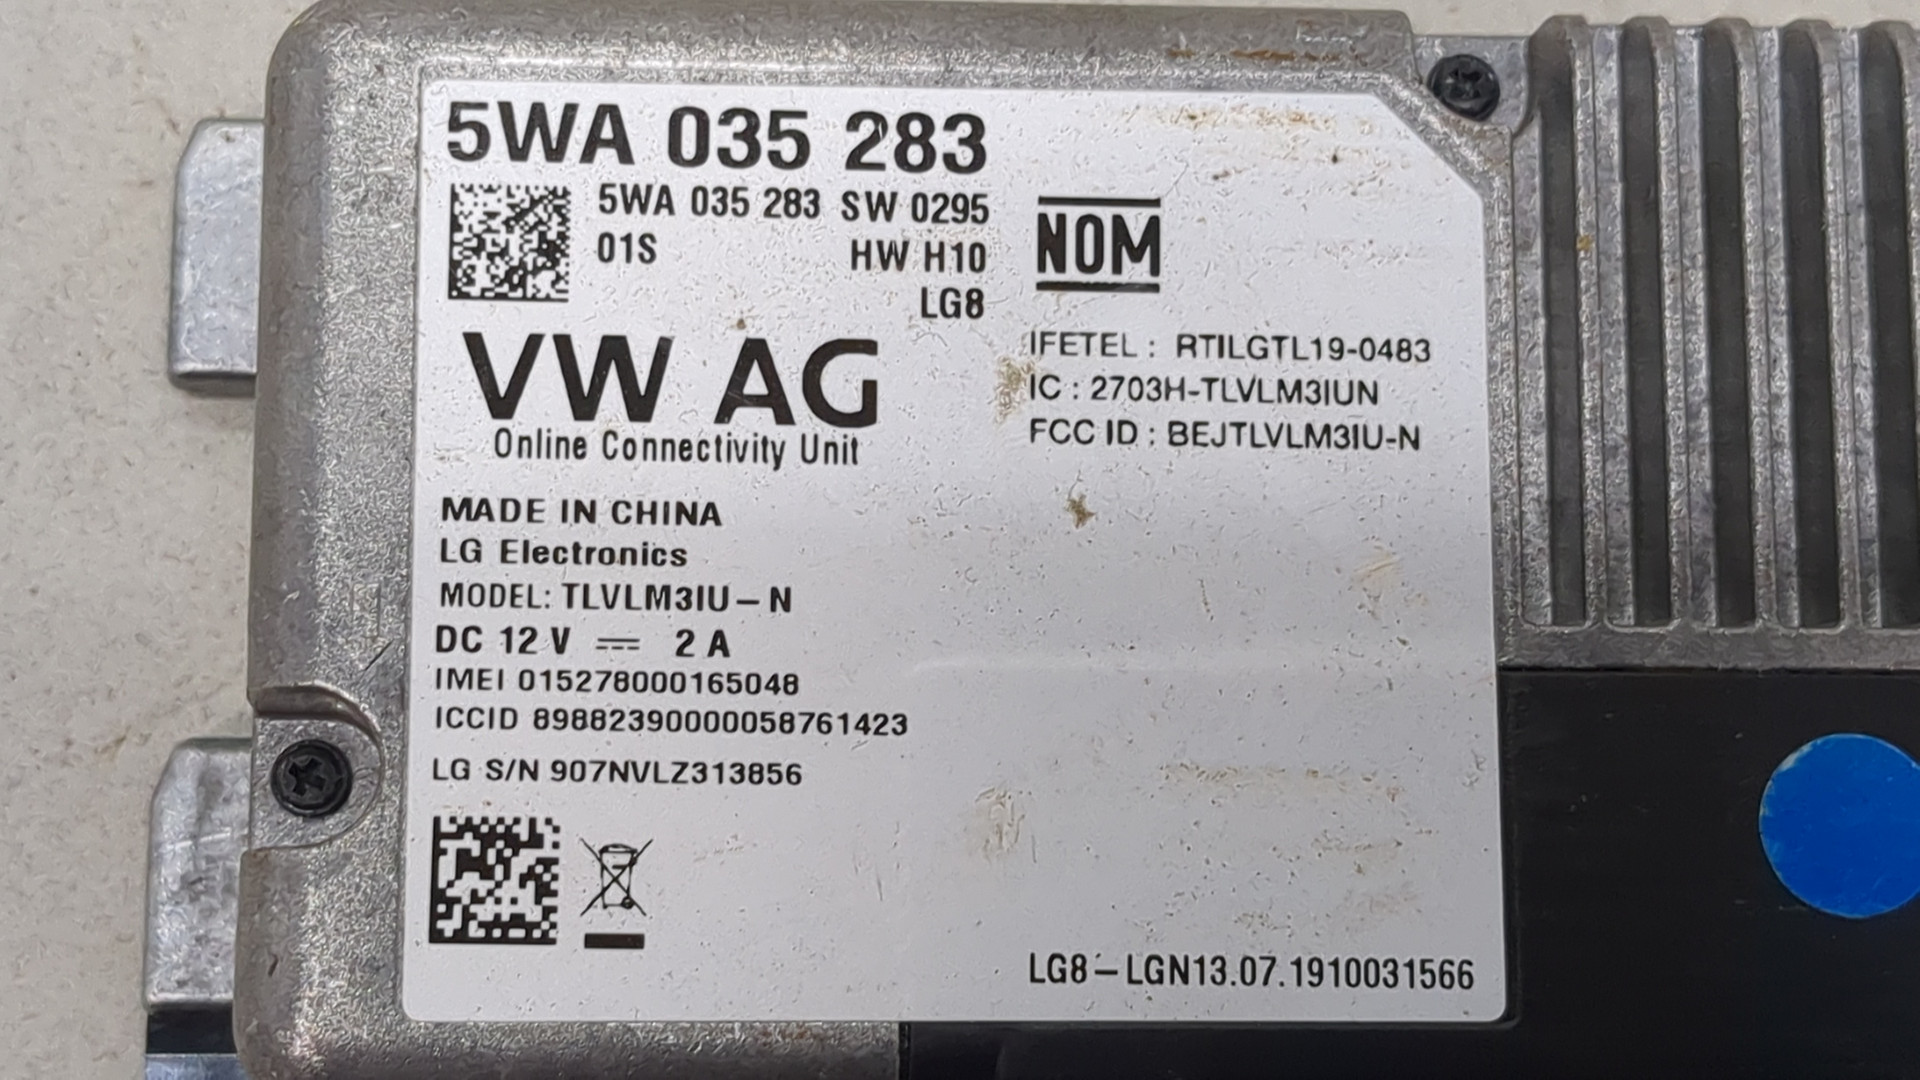 5WA 035 283
5WA 035 283 SW 0295
01S HW H10
LG8
NOM
VW AG
Online Connectivity Unit
IFETEL : RTILGTL19-0483
IC : 2703H-TLVLM3IUN
FCC ID : BEJTLVLM3IU-N
MADE IN CHINA
LG Electronics
MODEL: TLVLM3IU – N
DC 12 V ⎓ 2 A
IMEI 015278000165048
ICCID 89882390000058761423
LG S/N 907NVLZ313856
LG8 – LGN13.07.1910031566